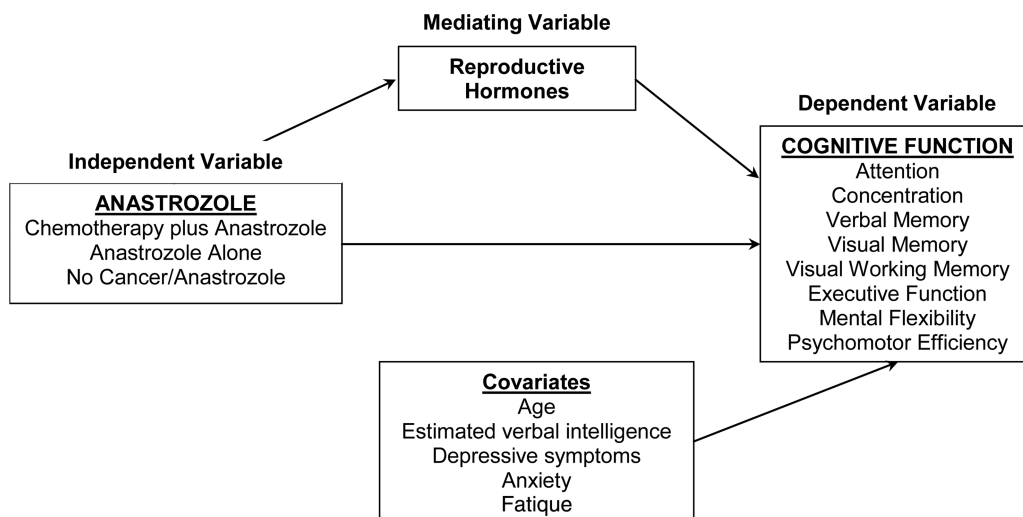 Mediating Variable
Reproductive
Hormones
Independent Variable
ANASTROZOLE
Chemotherapy plus Anastrozole
Anastrozole Alone
No Cancer/Anastrozole
Dependent Variable
COGNITIVE FUNCTION
Attention
Concentration
Verbal Memory
Visual Memory
Visual Working Memory
Executive Function
Mental Flexibility
Psychomotor Efficiency
Covariates
Age
Estimated verbal intelligence
Depressive symptoms
Anxiety
Fatique